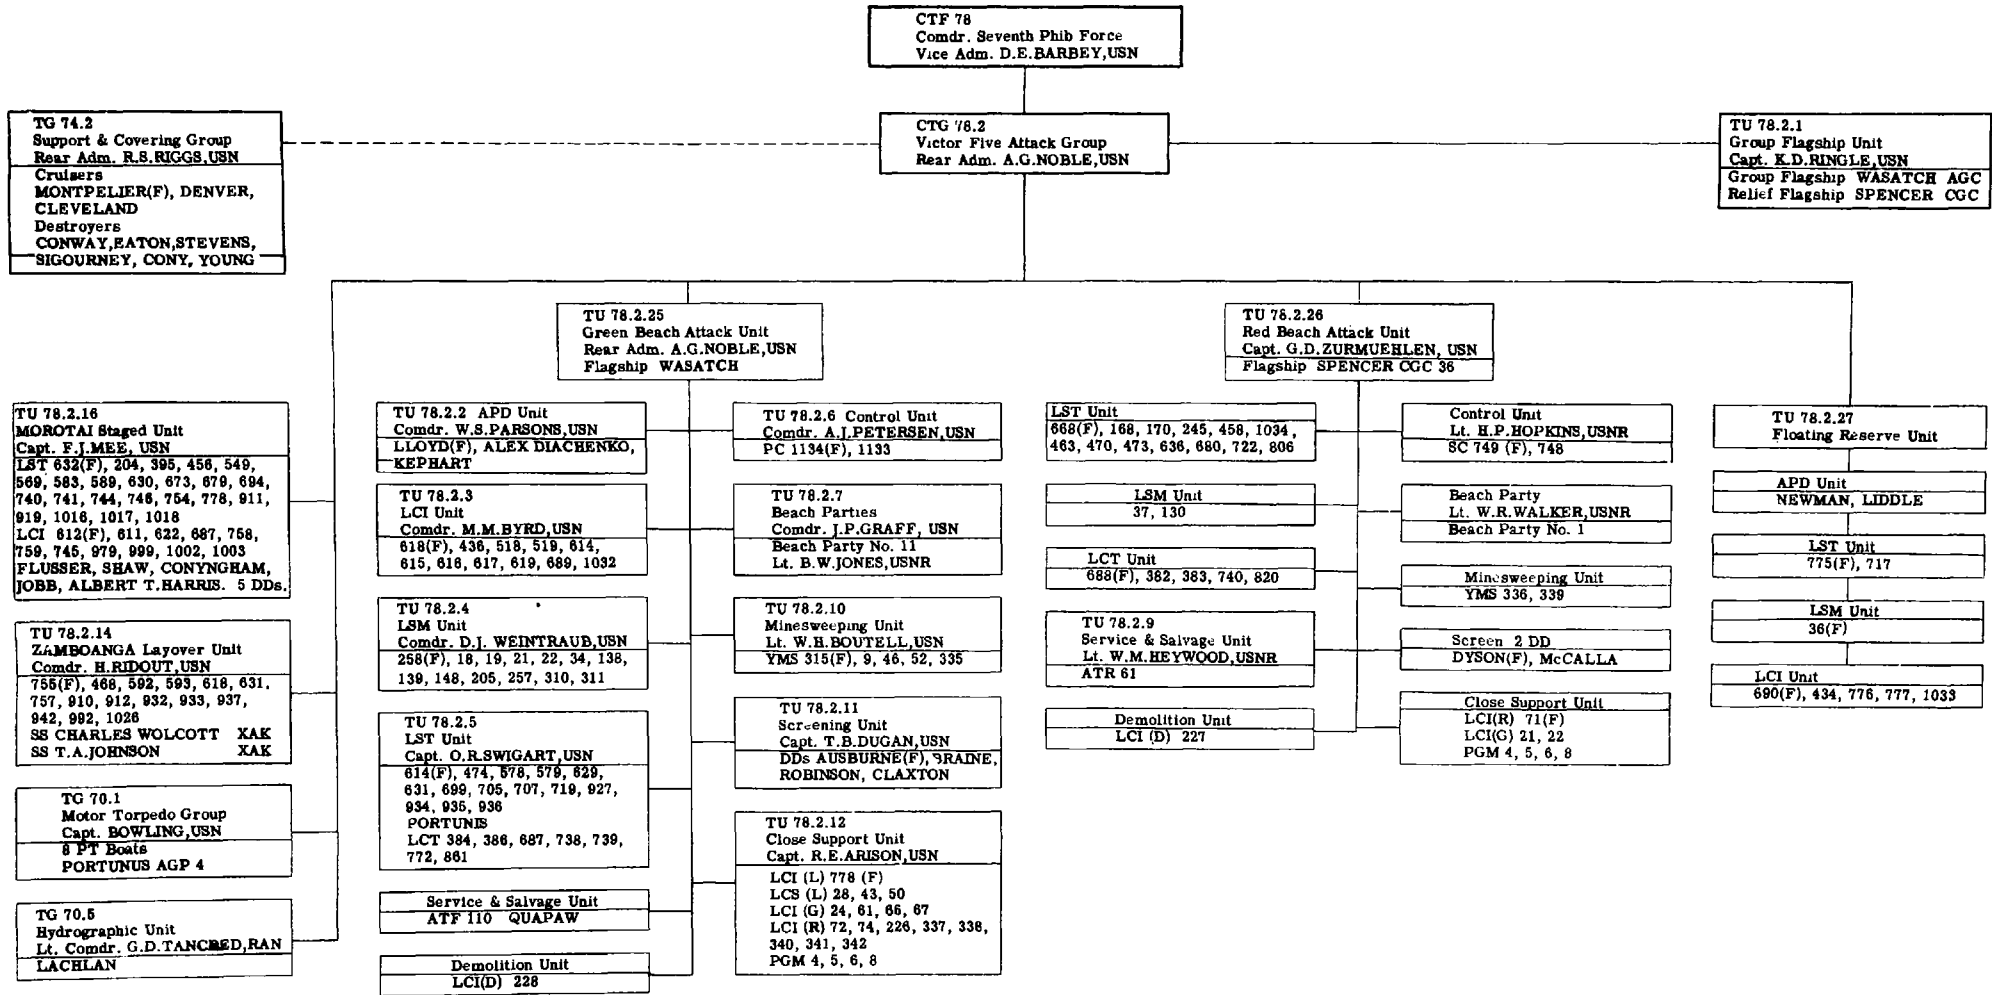 CTF 78
Comdr. Seventh Phib Force
Vice Adm. D.E.BARBEY,USN
TG 74.2
Support & Covering Group
Rear Adm. R.S.RIGGS,USN
Cruisers
MONTPELIER(F), DENVER,
CLEVELAND
Destroyers
CONWAY,EATON,STEVENS,
SIGOURNEY, CONY, YOUNG
CTG 78.2
Victor Five Attack Group
Rear Adm. A.G.NOBLE,USN
TU 78.2.1
Group Flagship Unit
Capt. K.D.RINGLE,USN
Group Flagship WASATCH AGC
Relief Flagship SPENCER CGC
TU 78.2.25
Green Beach Attack Unit
Rear Adm. A.G.NOBLE,USN
Flagship WASATCH
TU 78.2.26
Red Beach Attack Unit
Capt. G.D.ZURMUEHLEN, USN
Flagship SPENCER CGC 36
TU 78.2.16
MOROTAI Staged Unit
Capt. F.J.MEE, USN
LST 632(F), 204, 395, 456, 549,
569, 583, 589, 630, 673, 679, 694,
740, 741, 744, 746, 754, 778, 911,
919, 1016, 1017, 1018
LCI 612(F), 611, 622, 687, 758,
759, 745, 979, 999, 1002, 1003
FLUSSER, SHAW, CONYNGHAM,
JOBB, ALBERT T.HARRIS. 5 DDs.
TU 78.2.14
ZAMBOANGA Layover Unit
Comdr. H.RIDOUT,USN
755(F), 468, 592, 593, 618, 631,
757, 910, 912, 932, 933, 937,
942, 992, 1026
SS CHARLES WOLCOTT XAK
SS T.A.JOHNSON XAK
TG 70.1
Motor Torpedo Group
Capt. BOWLING,USN
8 PT Boats
PORTUNUS AGP 4
TG 70.5
Hydrographic Unit
Lt. Comdr. G.D.TANCRED,RAN
LACHLAN
TU 78.2.2 APD Unit
Comdr. W.S.PARSONS,USN
LLOYD(F), ALEX DIACHENKO,
KEPHART
TU 78.2.3
LCI Unit
Comdr. M.M.BYRD,USN
618(F), 436, 518, 519, 614,
615, 616, 617, 619, 689, 1032
TU 78.2.4
LSM Unit
Comdr. D.J. WEINTRAUB,USN
258(F), 18, 19, 21, 22, 34, 138,
139, 148, 205, 257, 310, 311
TU 78.2.5
LST Unit
Capt. O.R.SWIGART,USN
614(F), 474, 578, 579, 629,
631, 699, 705, 707, 719, 927,
934, 935, 936
PORTUNIS
LCT 384, 386, 687, 738, 739,
772, 861
Service & Salvage Unit
ATF 110 QUAPAW
Demolition Unit
LCI(D) 228
TU 78.2.6 Control Unit
Comdr. A.J.PETERSEN,USN
PC 1134(F), 1133
TU 78.2.7
Beach Parties
Comdr. J.P.GRAFF, USN
Beach Party No. 11
Lt. B.W.JONES,USNR
TU 78.2.10
Minesweeping Unit
Lt. W.H.BOUTELL,USN
YMS 315(F), 9, 46, 52, 335
TU 78.2.11
Screening Unit
Capt. T.B.DUGAN,USN
DDs AUSBURNE(F), BRAINE,
ROBINSON, CLAXTON
TU 78.2.12
Close Support Unit
Capt. R.E.ARISON,USN
LCI (L) 778 (F)
LCS (L) 28, 43, 50
LCI (G) 24, 61, 66, 67
LCI (R) 72, 74, 226, 337, 338,
340, 341, 342
PGM 4, 5, 6, 8
LST Unit
668(F), 168, 170, 245, 458, 1034,
463, 470, 473, 636, 680, 722, 806
LSM Unit
37, 130
LCT Unit
688(F), 382, 383, 740, 820
TU 78.2.9
Service & Salvage Unit
Lt. W.M.HEYWOOD,USNR
ATR 61
Demolition Unit
LCI (D) 227
Control Unit
Lt. H.P.HOPKINS,USNR
SC 749 (F), 748
Beach Party
Lt. W.R.WALKER,USNR
Beach Party No. 1
Minesweeping Unit
YMS 336, 339
Screen 2 DD
DYSON(F), McCALLA
Close Support Unit
LCI(R) 71(F)
LCI(G) 21, 22
PGM 4, 5, 6, 8
TU 78.2.27
Floating Reserve Unit
APD Unit
NEWMAN, LIDDLE
LST Unit
775(F), 717
LSM Unit
36(F)
LCI Unit
690(F), 434, 776, 777, 1033